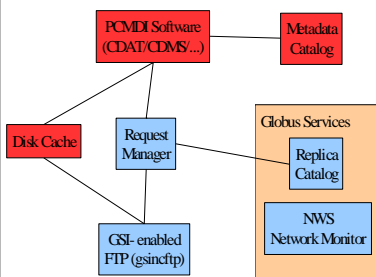 PCMDI Software
(CDAT/CDMS/...)
Metadata
Catalog
Globus Services
Disk Cache
Request
Manager
Replica
Catalog
NWS
Network Monitor
GSI- enabled
FTP (gsincftp)